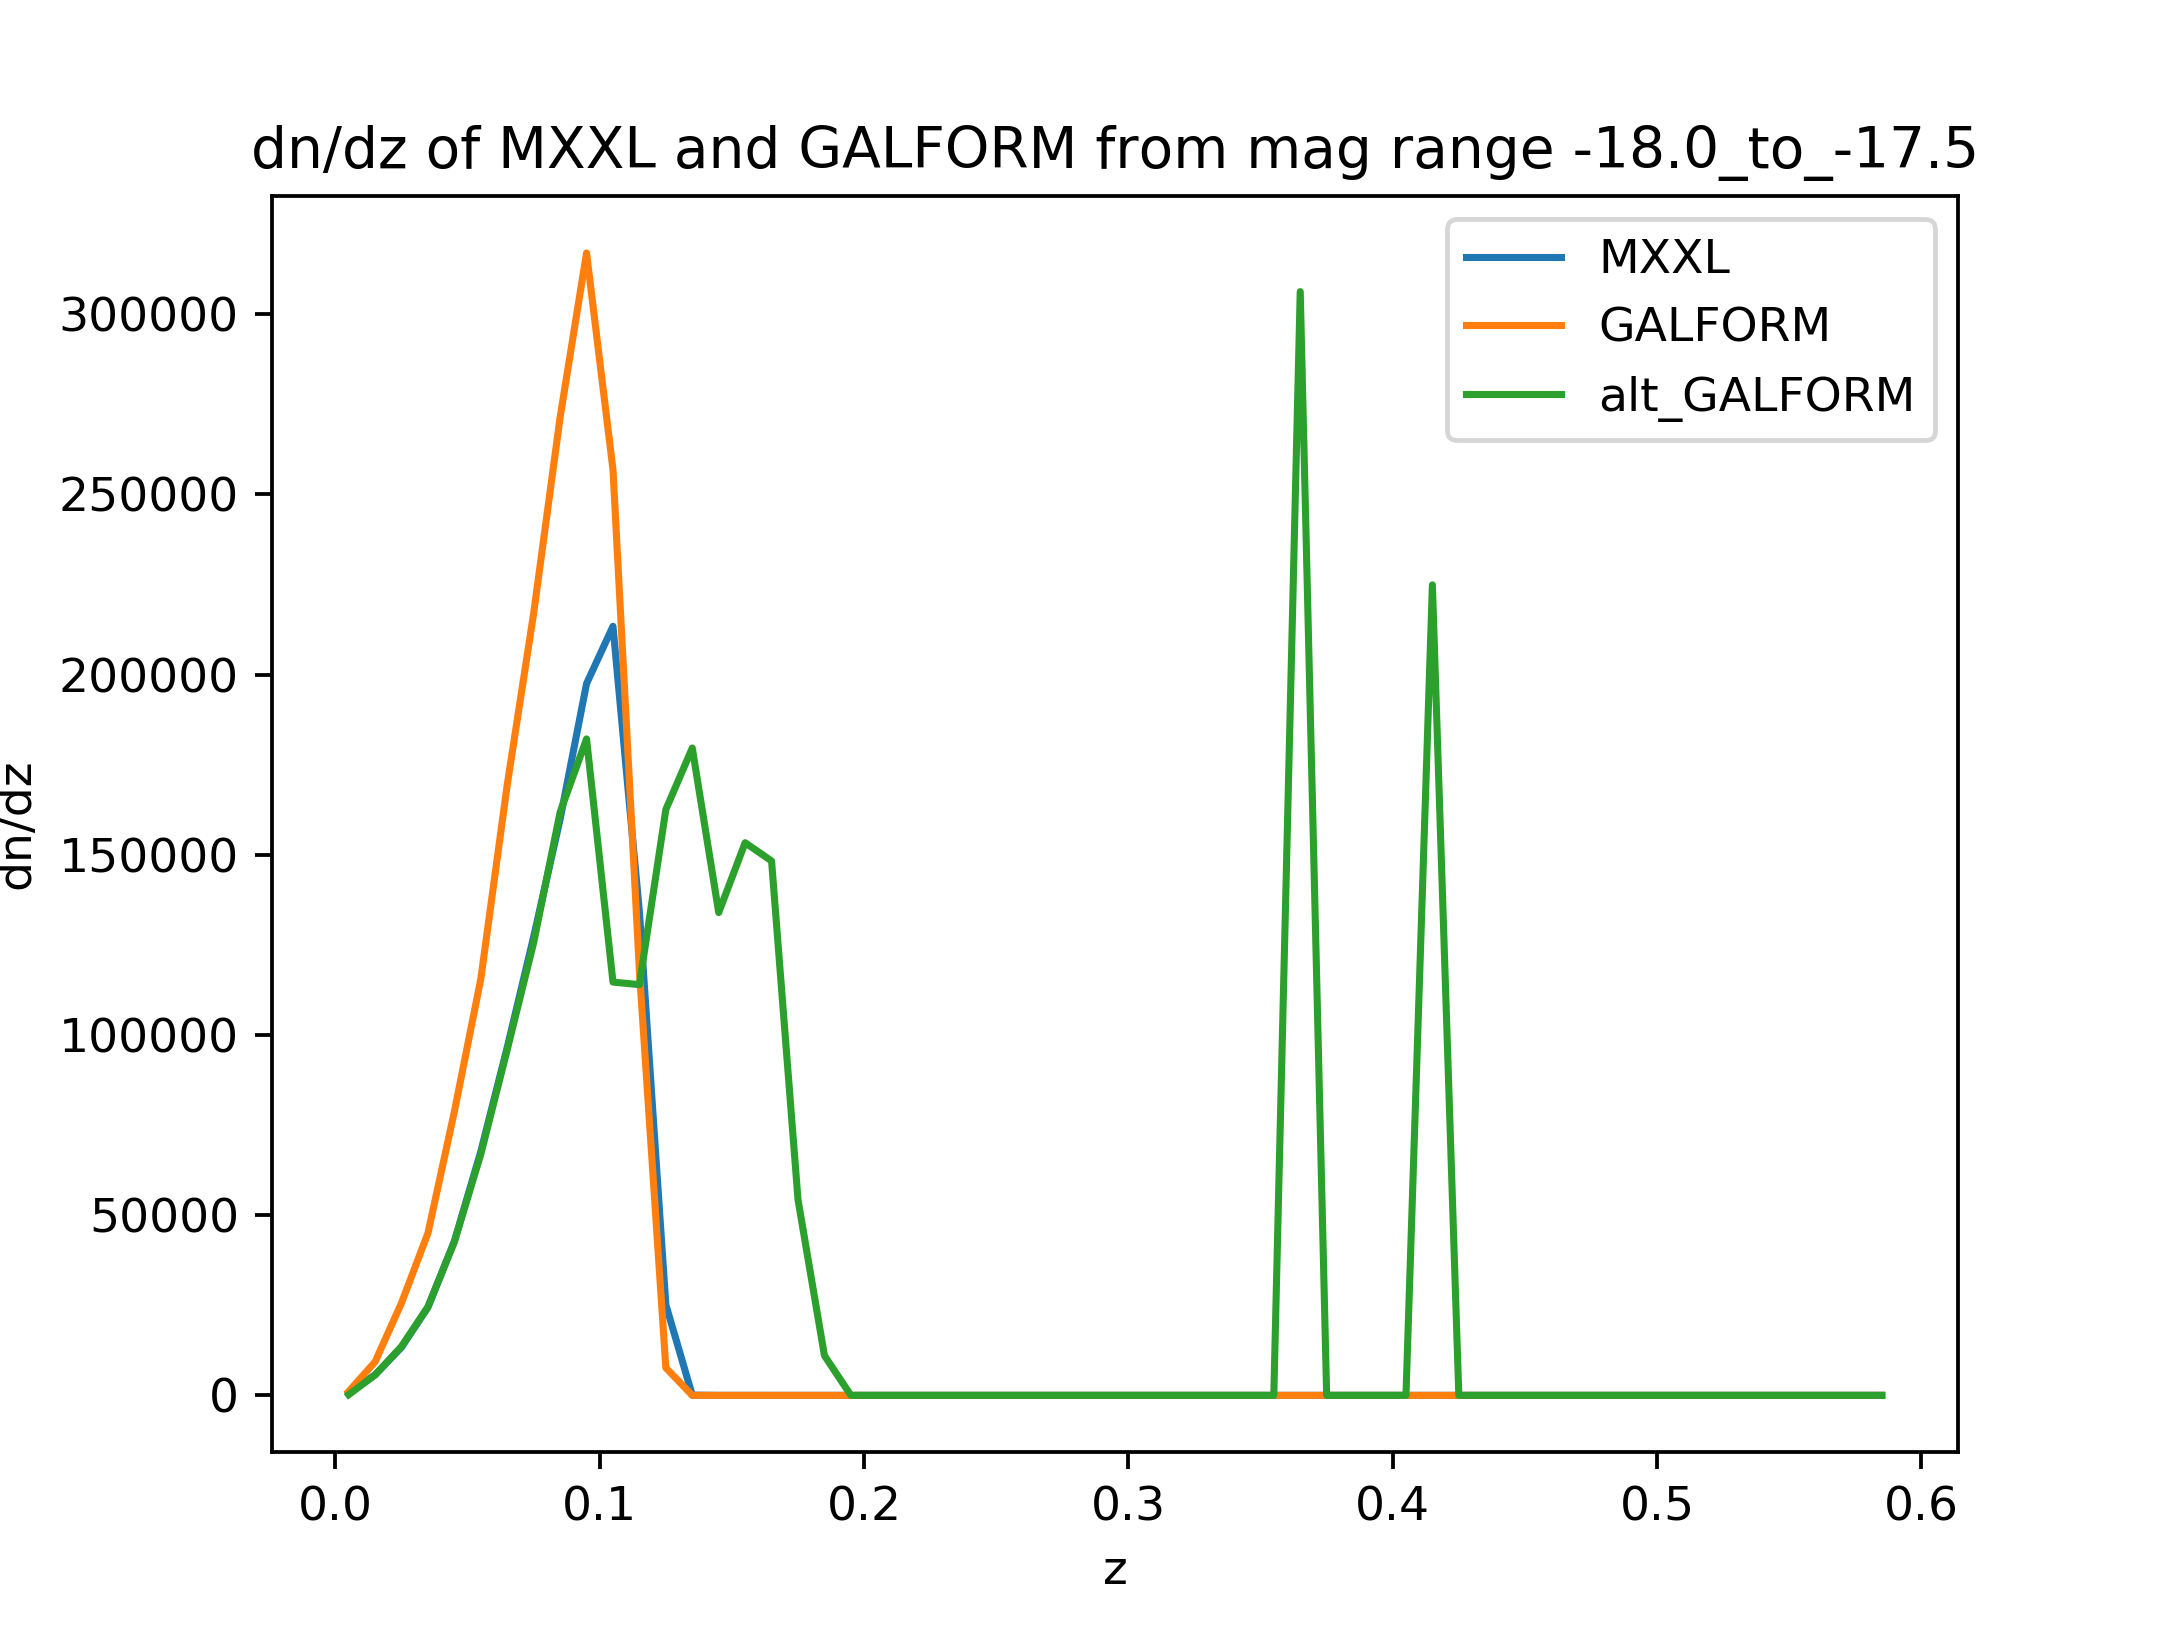 dn/dz of MXXL and GALFORM from mag range -18.0_to_-17.5
MXXL
GALFORM
alt_GALFORM
dn/dz
300000
250000
200000
150000
100000
50000
0
0.0 0.1 0.2 0.3 0.4 0.5 0.6
z